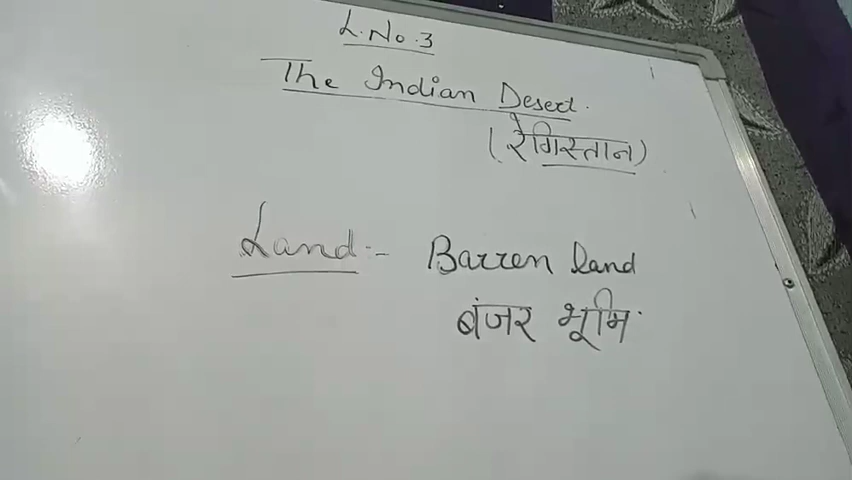 L.No.3
The Indian Desert.
(रेगिस्तान)
Land:- Barren land
बंजर भूमि